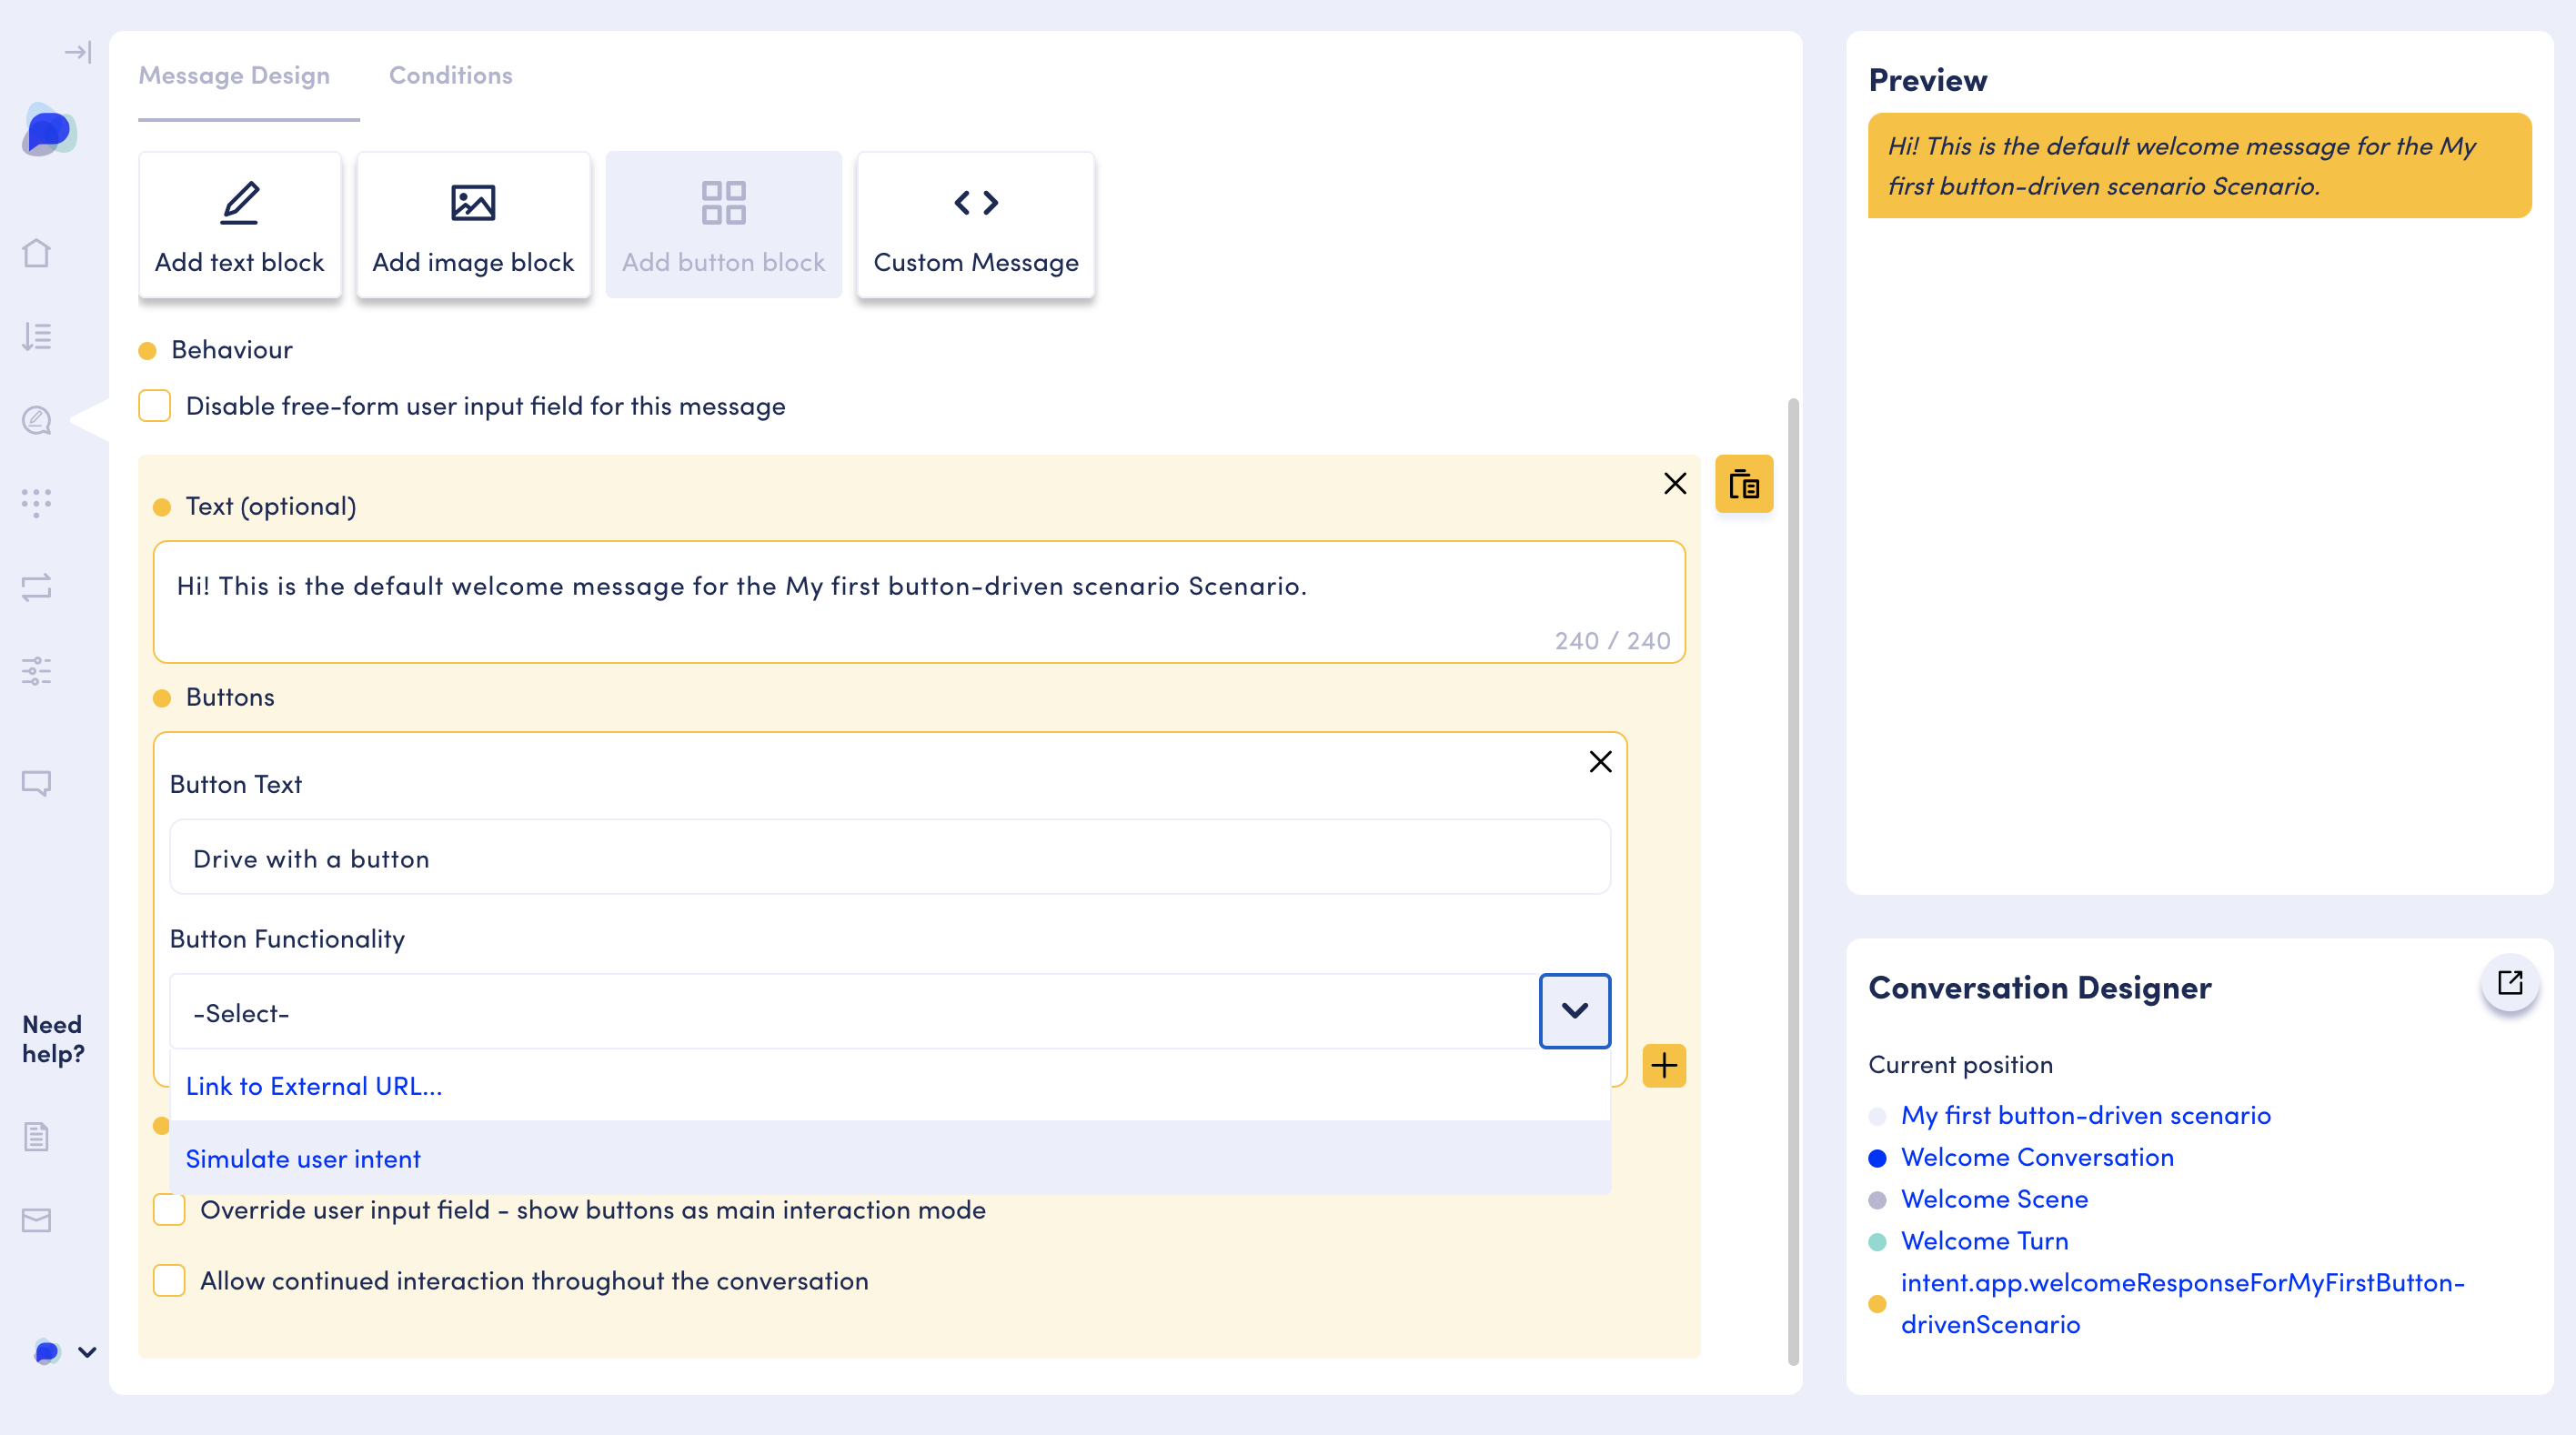 Message Design
Conditions
Add text block
Add image block
Add button block
Custom Message
Behaviour
Disable free-form user input field for this message
Text (optional)
Hi! This is the default welcome message for the My first button-driven scenario Scenario.
240 / 240
Buttons
Button Text
Drive with a button
Button Functionality
-Select-
Link to External URL...
Simulate user intent
Override user input field - show buttons as main interaction mode
Allow continued interaction throughout the conversation
Need
help?
Preview
Hi! This is the default welcome message for the My
first button-driven scenario Scenario.
Conversation Designer
Current position
My first button-driven scenario
Welcome Conversation
Welcome Scene
Welcome Turn
intent.app.welcomeResponseForMyFirstButton-
drivenScenario